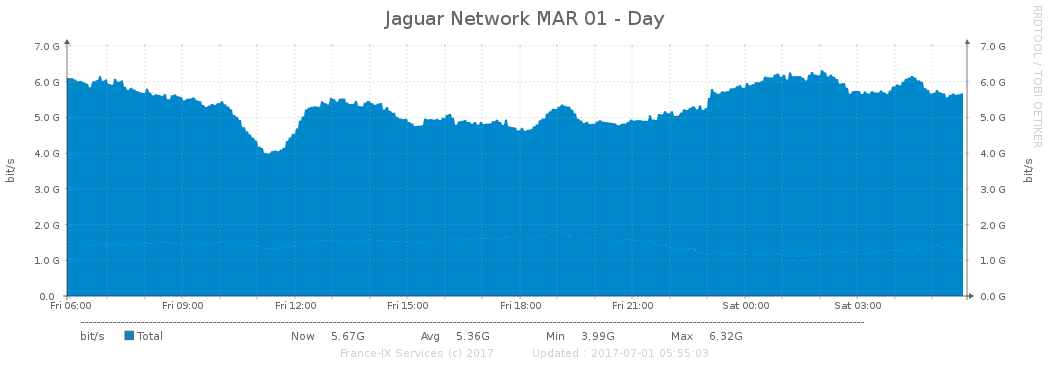 Jaguar Network MAR 01 - Day
RRDTOOL / TOBI OETIKER
7.0 G 7.0 G
6.0 G 6.0 G
5.0 G 5.0 G
4.0 G 4.0 G
3.0 G 3.0 G
2.0 G 2.0 G
1.0 G 1.0 G
0.0 0.0 G
bit/s
bit/s
Fri 06:00 Fri 09:00 Fri 12:00 Fri 15:00 Fri 18:00 Fri 21:00 Sat 00:00 Sat 03:00
bit/s Total Now 5.67G Avg 5.36G Min 3.99G Max 6.32G
France-IX Services (c) 2017 Updated : 2017-07-01 05:55:03